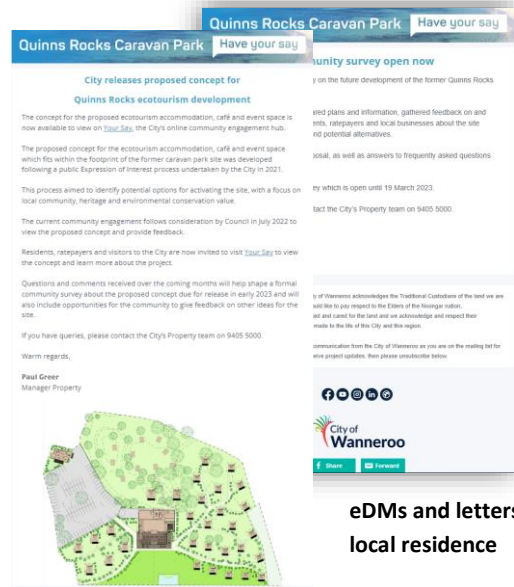 Quinns Rocks Caravan Park Have your say
City releases proposed concept for
Quinns Rocks ecotourism development
The concept for the proposed ecotourism accommodation, café and event space is
now available to view on Your Say, the City's online community engagement hub.
The proposed concept for the ecotourism accommodation, café and event space
which fits within the footprint of the former caravan park site was developed
following a public Expression of Interest process undertaken by the City in 2021.
This process aimed to identify potential options for activating the site, with a focus on
local community, heritage and environmental conservation value.
The current community engagement follows consideration by Council in July 2022 to
view the proposed concept and provide feedback.
Residents, ratepayers and visitors to the City are now invited to visit Your Say to view
the concept and learn more about the project.
Questions and comments received over the coming months will help shape a formal
community survey about the proposed concept due for release in early 2023 and will
also include opportunities for the community to give feedback on other ideas for the
site.
If you have queries, please contact the City's Property team on 9405 5000.
Warm regards,
Paul Greer
Manager Property
Quinns Rocks Caravan Park Have your say
munity survey open now
y on the future development of the former Quinns Rocks
ared plans and information, gathered feedback on and
ents, ratepayers and local businesses about the site
nd potential alternatives.
posal, as well as answers to frequently asked questions
ey which is open until 19 March 2023.
tact the City's Property team on 9405 5000.
y of Wanneroo acknowledges the Traditional Custodians of the land we are
uld like to pay respect to the Elders of the Noongar nation,
ed and cared for the land and we acknowledge and respect their
made to the life of this City and this region.
ommunication from the City of Wanneroo as you are on the mailing list for
eive project updates, then please unsubscribe below.
City of
Wanneroo
Share Forward
eDMs and letters
local residence